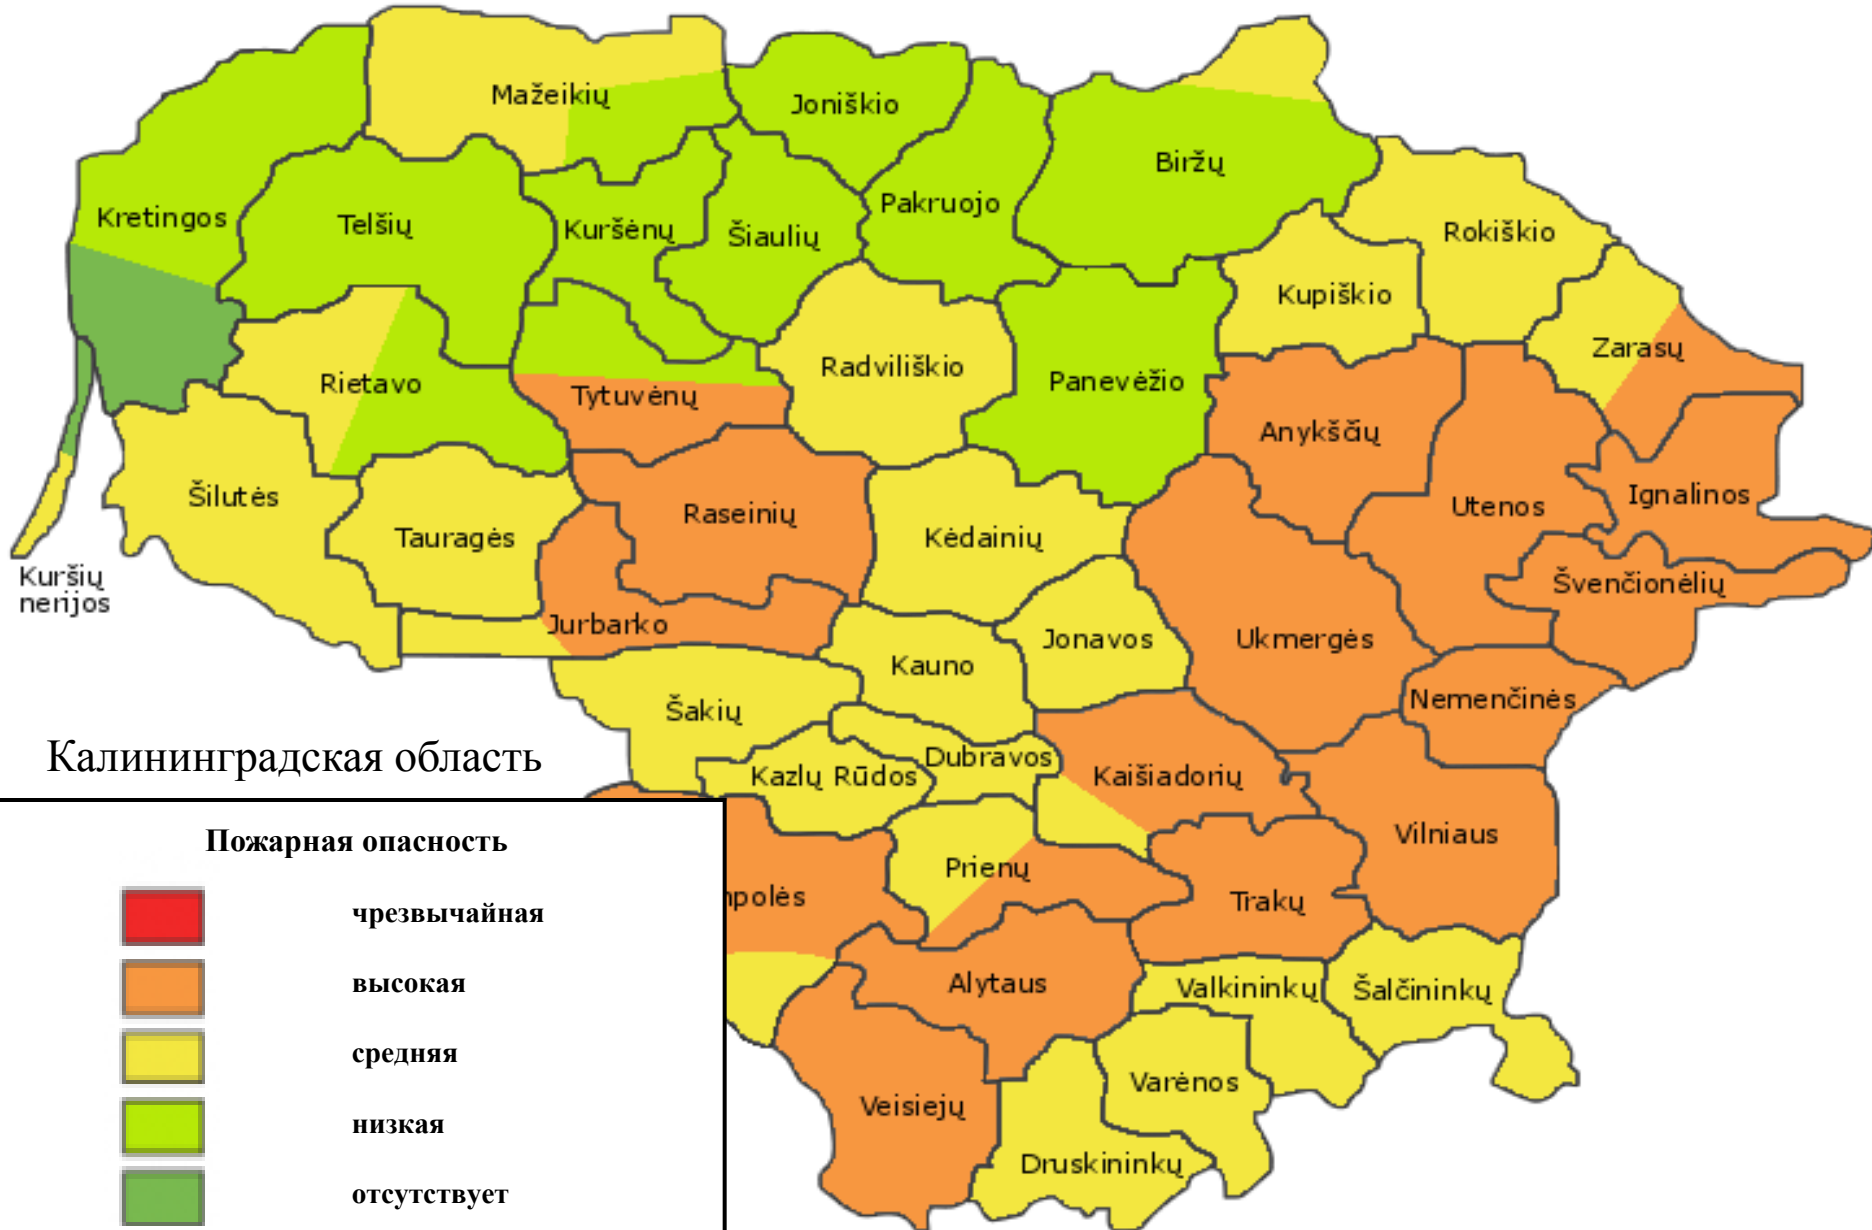 Mažeikių
Joniškio
Biržų
Kretingos
Telšių
Kuršėnų
Šiaulių
Pakruojo
Rokiškio
Kupiškio
Zarasų
Rietavo
Tytuvėnų
Radviliškio
Panevėžio
Anykščių
Šilutės
Tauragės
Raseinių
Kėdainių
Utenos
Ignalinos
Kuršių
nerijos
Švenčionėlių
Jurbarko
Kauno
Jonavos
Ukmergės
Šakių
Nemenčinės
Калининградская область
Kazlų Rūdos
Dubravos
Kaišiadorių
Vilniaus
Prienų
Trakų
polės
Alytaus
Valkininkų
Šalčininkų
Varėnos
Veisiejų
Druskininkų
Пожарная опасность
чрезвычайная
высокая
средняя
низкая
отсутствует